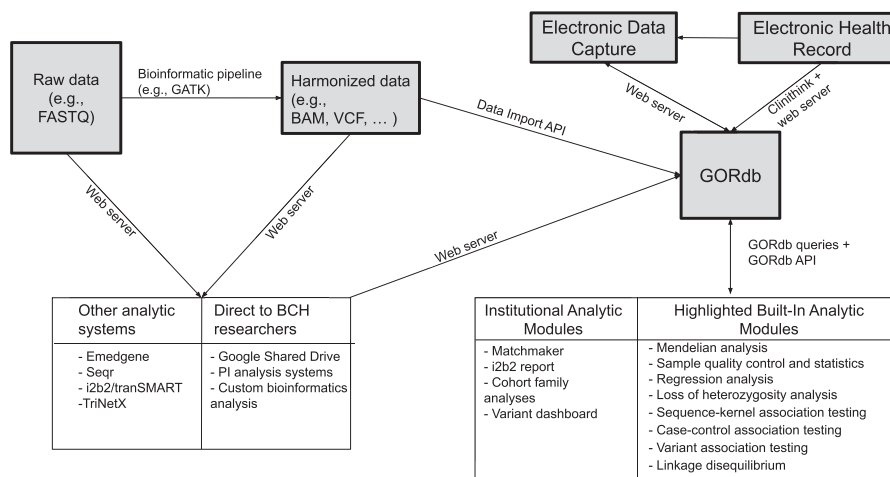 Raw data
(e.g.,
FASTQ)
Bioinformatic pipeline
(e.g., GATK)
Harmonized data
(e.g.,
BAM, VCF, … )
Electronic Data
Capture
Electronic Health
Record
Web server
Clinithink +
web server
Data Import API
GORdb
Web server
Web server
Web server
GORdb queries +
GORdb API
Other analytic
systems
- Emedgene
- Seqr
- i2b2/tranSMART
-TriNetX
Direct to BCH
researchers
- Google Shared Drive
- PI analysis systems
- Custom bioinformatics
analysis
Institutional Analytic
Modules
- Matchmaker
- i2b2 report
- Cohort family
analyses
- Variant dashboard
Highlighted Built-In Analytic
Modules
- Mendelian analysis
- Sample quality control and statistics
- Regression analysis
- Loss of heterozygosity analysis
- Sequence-kernel association testing
- Case-control association testing
- Variant association testing
- Linkage disequilibrium